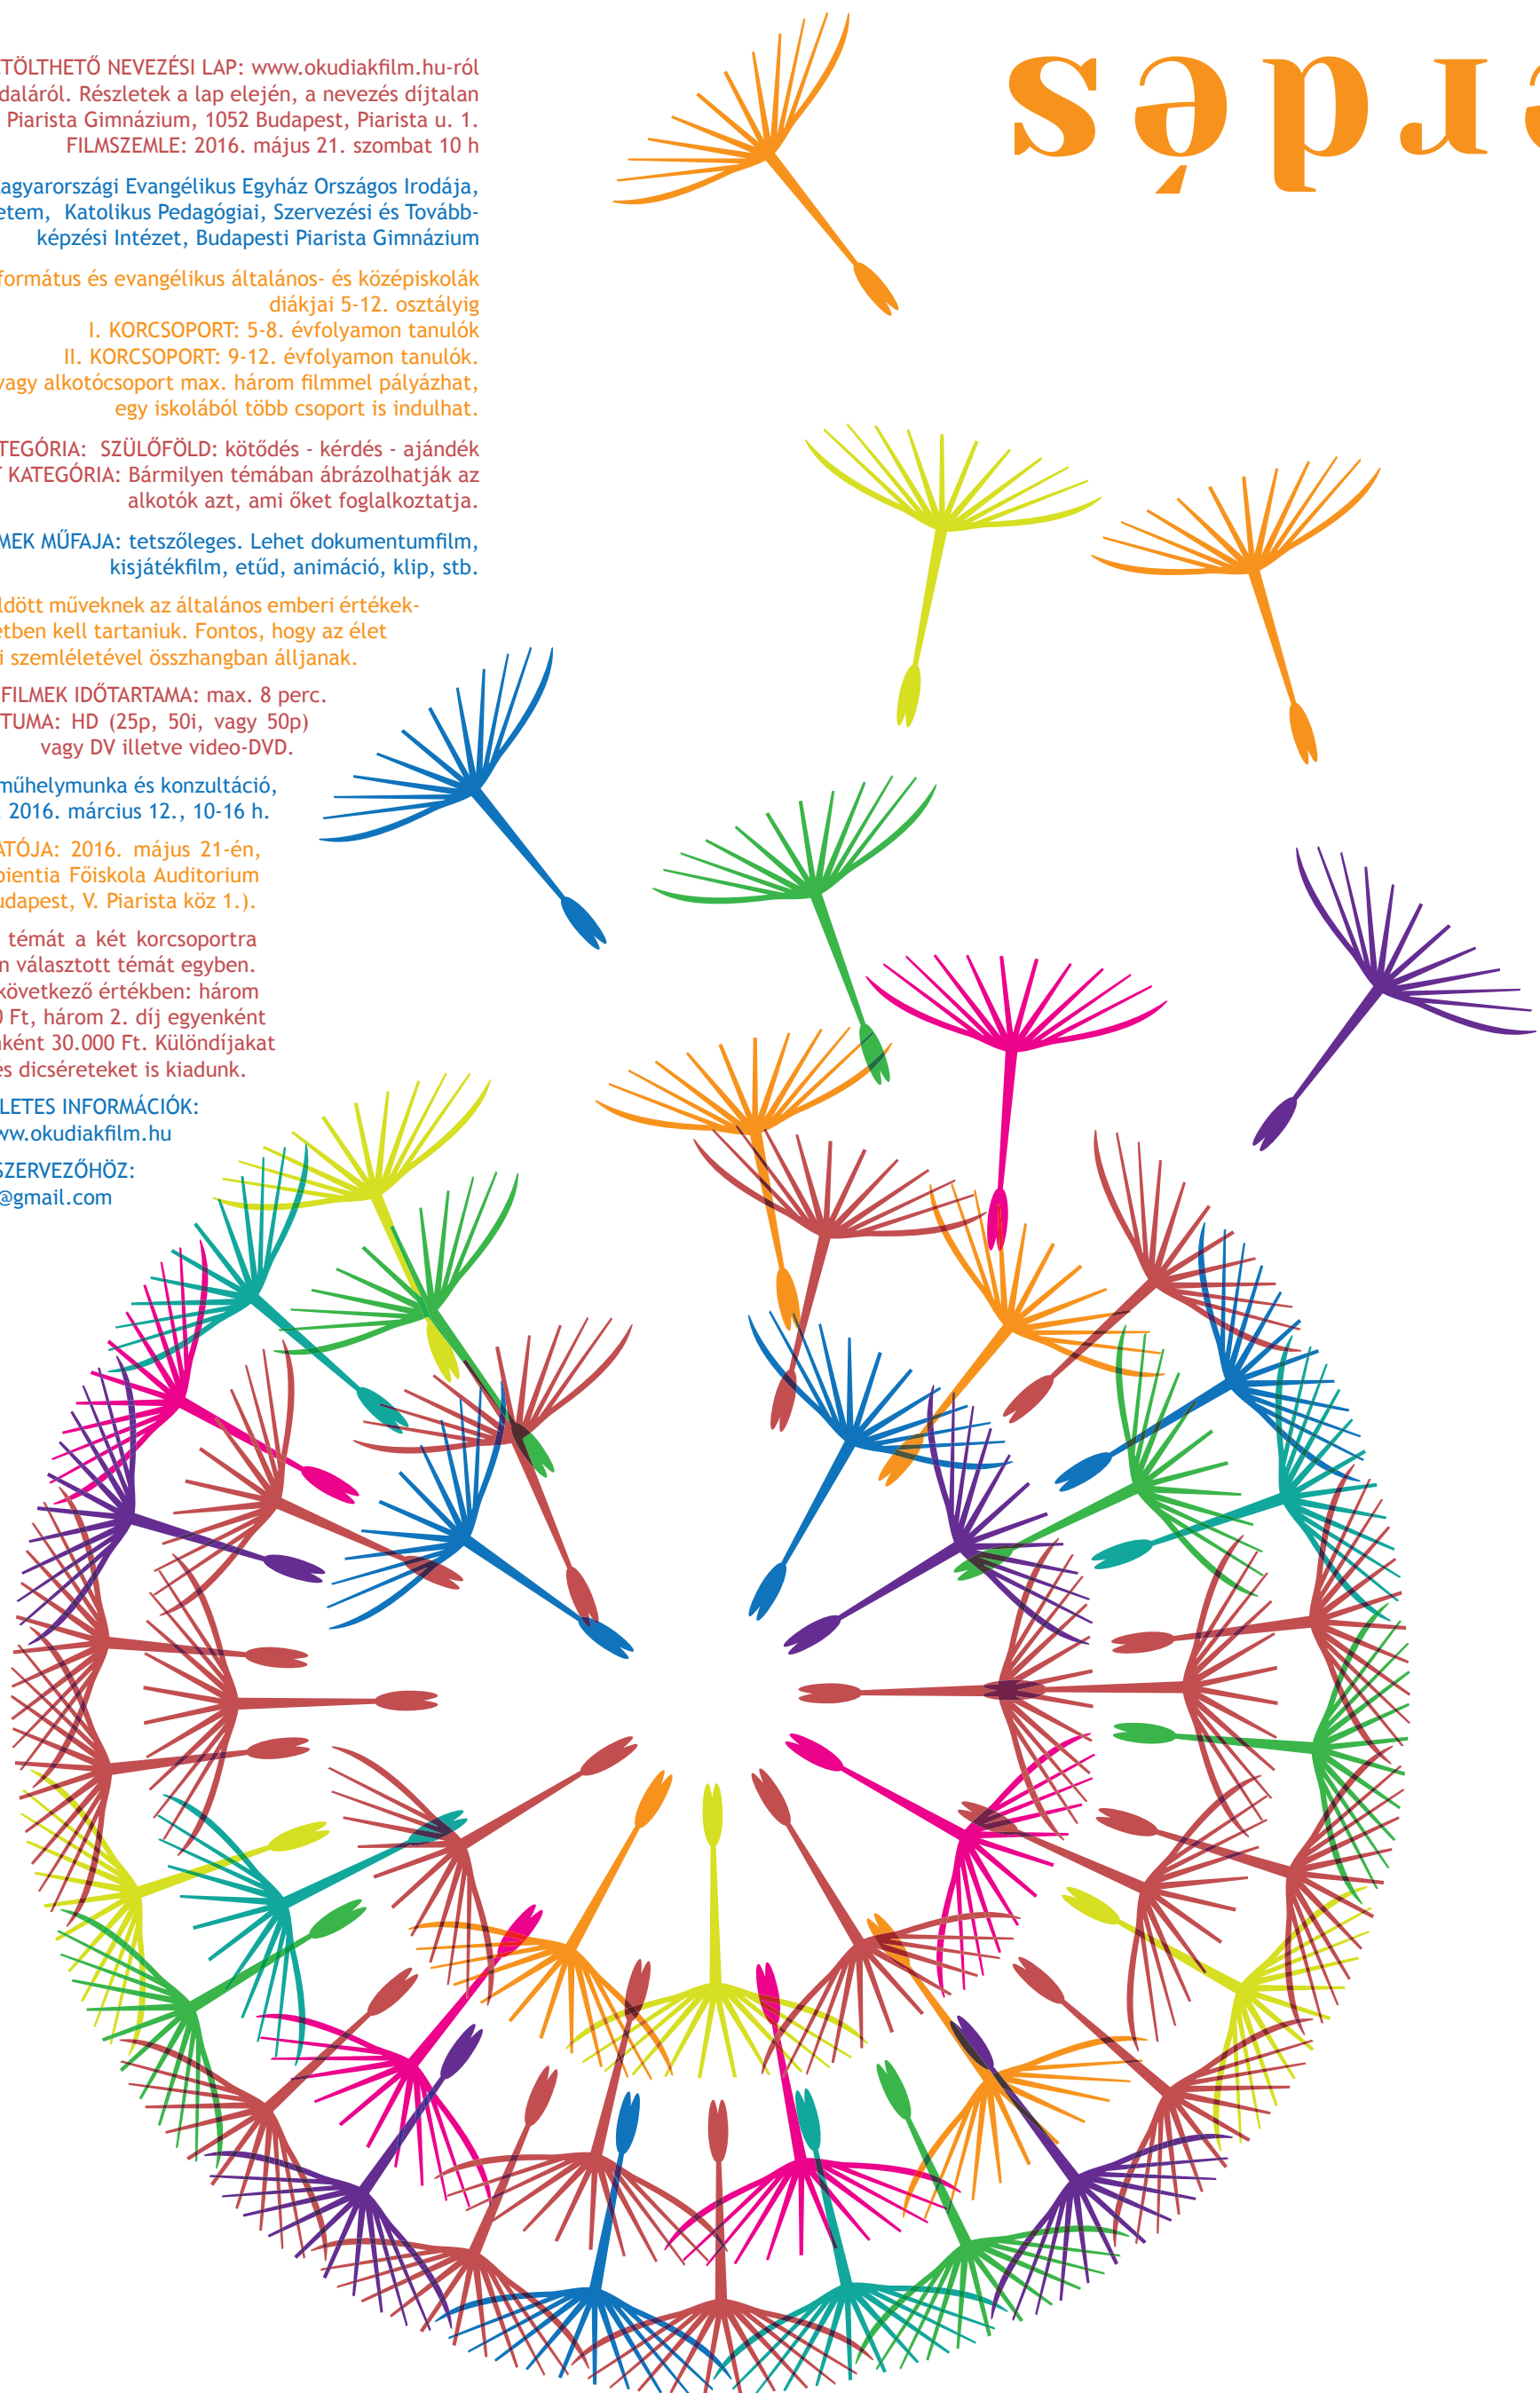 TÖLTHETŐ NEVEZÉSI LAP: www.okudiakfilm.hu-ról
daláról. Részletek a lap elején, a nevezés díjtalan
Piarista Gimnázium, 1052 Budapest, Piarista u. 1.
FILMSZEMLE: 2016. május 21. szombat 10 h
agyarországi Evangélikus Egyház Országos Irodája,
etem, Katolikus Pedagógiai, Szervezési és Tovább-
képzési Intézet, Budapesti Piarista Gimnázium
formátus és evangélikus általános- és középiskolák
diákjai 5-12. osztályig
I. KORCSOPORT: 5-8. évfolyamon tanulók
II. KORCSOPORT: 9-12. évfolyamon tanulók.
vagy alkotócsoport max. három filmmel pályázhat,
egy iskolából több csoport is indulhat.
TEGÓRIA: SZÜLŐFÖLD: kötődés - kérdés - ajándék
T KATEGÓRIA: Bármilyen témában ábrázolhatják az
alkotók azt, ami őket foglalkoztatja.
MEK MŰFAJA: tetszőleges. Lehet dokumentumfilm,
kisjátékfilm, etűd, animáció, klip, stb.
ldött műveknek az általános emberi értékek-
etben kell tartaniuk. Fontos, hogy az élet
i szemléletével összhangban álljanak.
FILMEK IDŐTARTAMA: max. 8 perc.
TUMA: HD (25p, 50i, vagy 50p)
vagy DV illetve video-DVD.
műhelymunka és konzultáció,
2016. március 12., 10-16 h.
ATÓJA: 2016. május 21-én,
pientia Főiskola Auditorium
udapest, V. Piarista köz 1.).
témát a két korcsoportra
n választott témát egyben.
következő értékben: három
0 Ft, három 2. díj egyenként
nként 30.000 Ft. Különdíjakat
és dicséreteket is kiadunk.
LETES INFORMÁCIÓK:
ww.okudiakfilm.hu
SZERVEZŐHÖZ:
@gmail.com
érdés